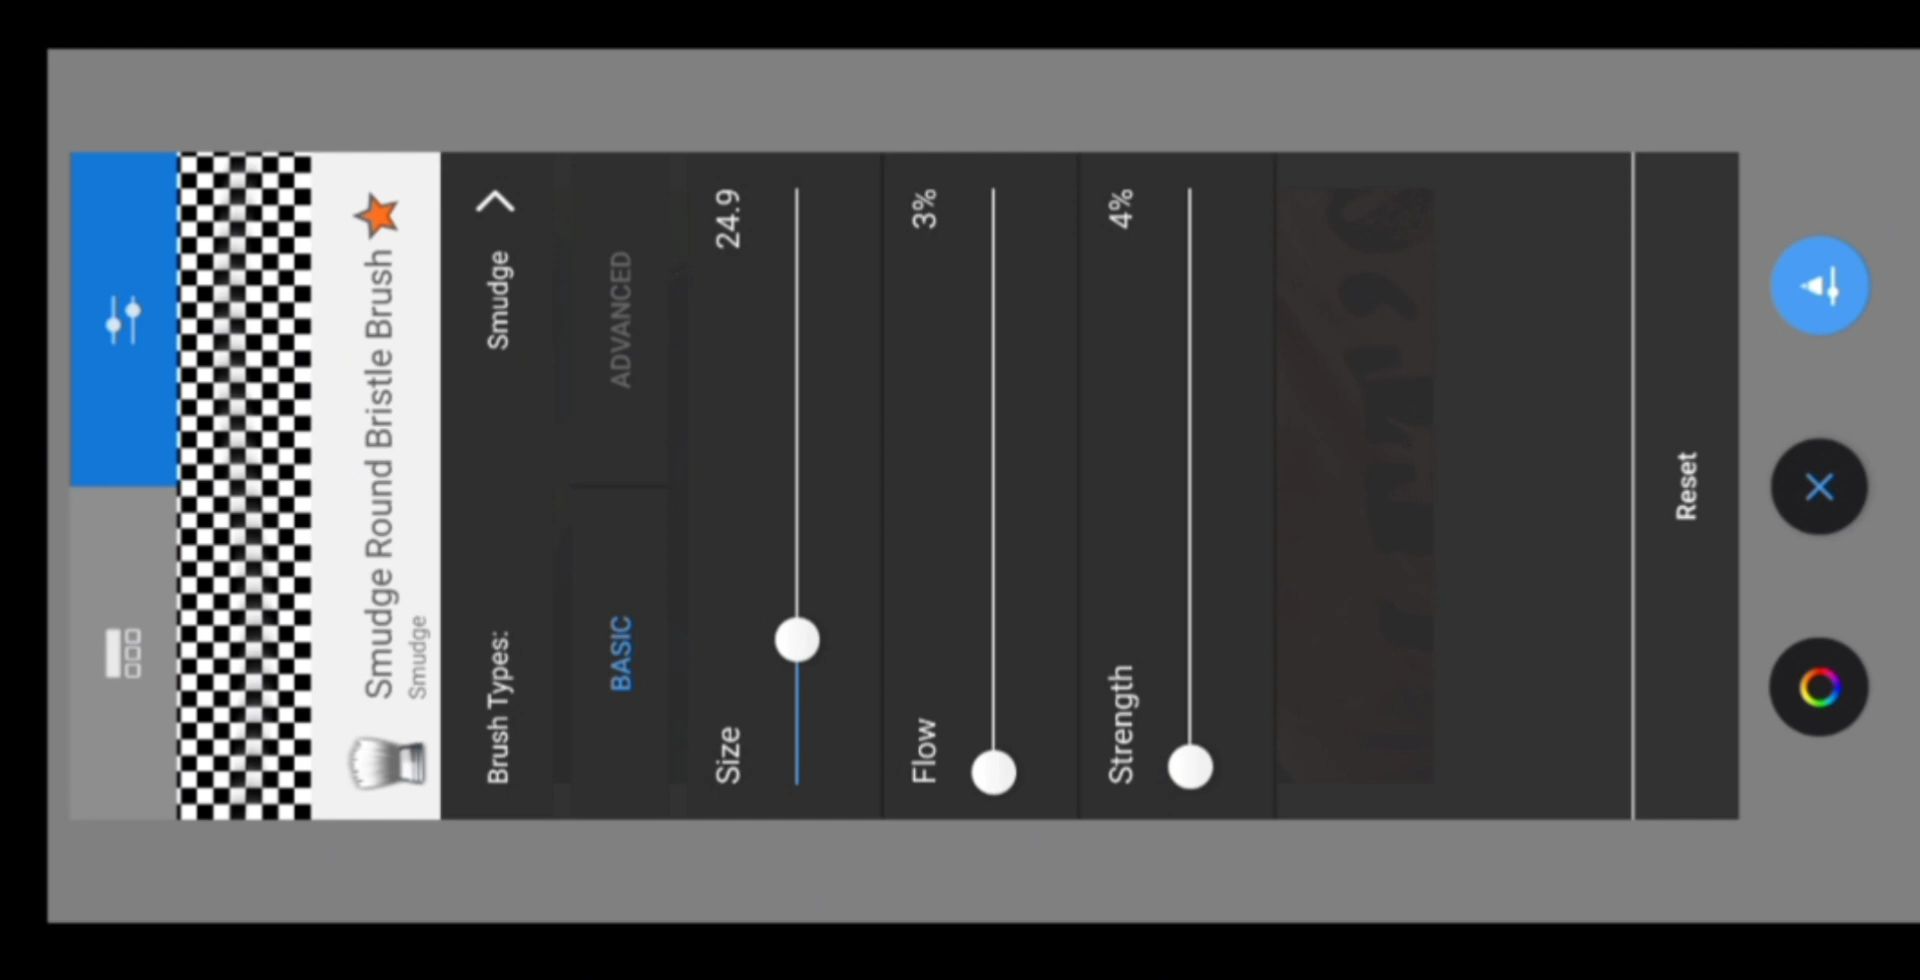 Smudge Round Bristle Brush
Smudge
Brush Types: Smudge
BASIC ADVANCED
Size 24.9
Flow 3%
Strength 4%
Reset